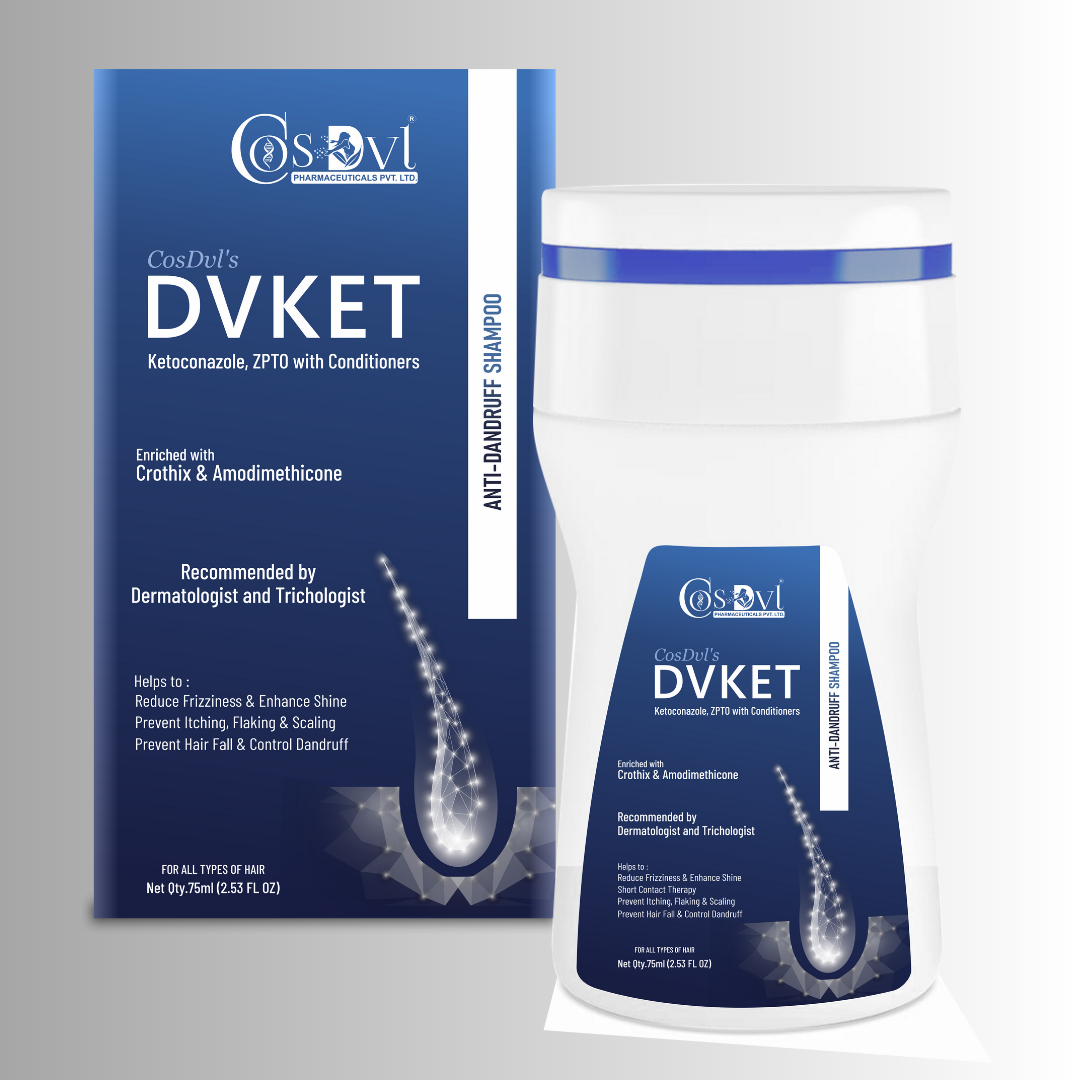 CosDvl®
PHARMACEUTICALS PVT. LTD.
CosDvl's
DVKET
Ketoconazole, ZPTO with Conditioners
ANTI-DANDRUFF SHAMPOO
Enriched with
Crothix & Amodimethicone
Recommended by
Dermatologist and Trichologist
Helps to :
Reduce Frizziness & Enhance Shine
Prevent Itching, Flaking & Scaling
Prevent Hair Fall & Control Dandruff
FOR ALL TYPES OF HAIR
Net Qty.75ml (2.53 FL OZ)
CosDvl®
PHARMACEUTICALS PVT. LTD.
CosDvl's
DVKET
Ketoconazole, ZPTO with Conditioners
ANTI-DANDRUFF SHAMPOO
Enriched with
Crothix & Amodimethicone
Recommended by
Dermatologist and Trichologist
Helps to :
Reduce Frizziness & Enhance Shine
Short Contact Therapy
Prevent Itching, Flaking & Scaling
Prevent Hair Fall & Control Dandruff
FOR ALL TYPES OF HAIR
Net Qty.75ml (2.53 FL OZ)